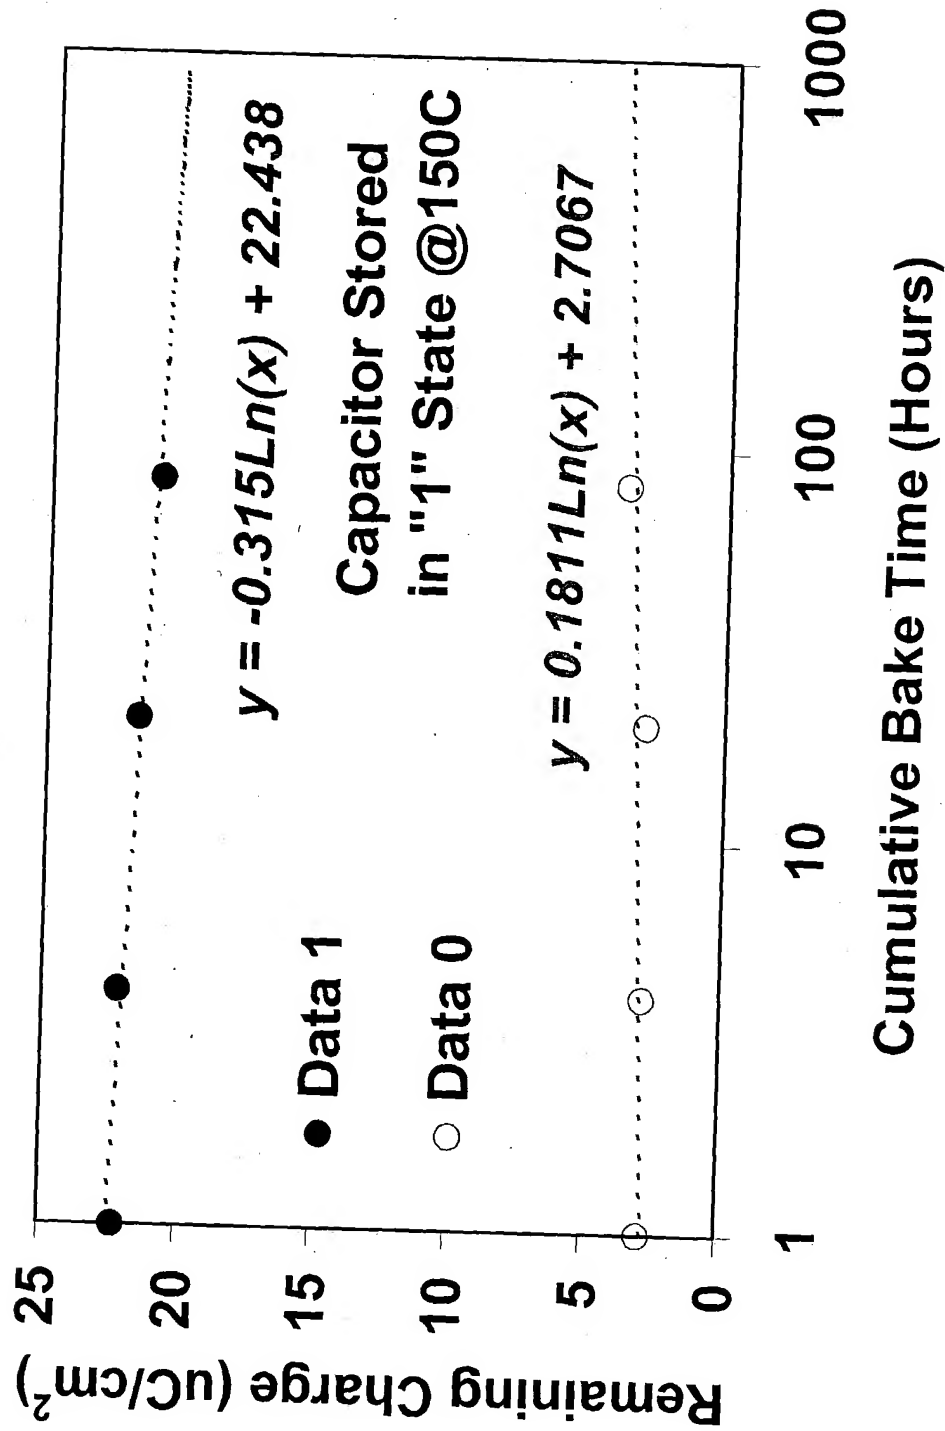 Remaining Charge (uC/cm²)
25
20
15
10
5
0
y = -0.315Ln(x) + 22.438
Capacitor Stored
in "1" State @150C
Data 1
Data 0
y = 0.1811Ln(x) + 2.7067
1
10
100
1000
Cumulative Bake Time (Hours)